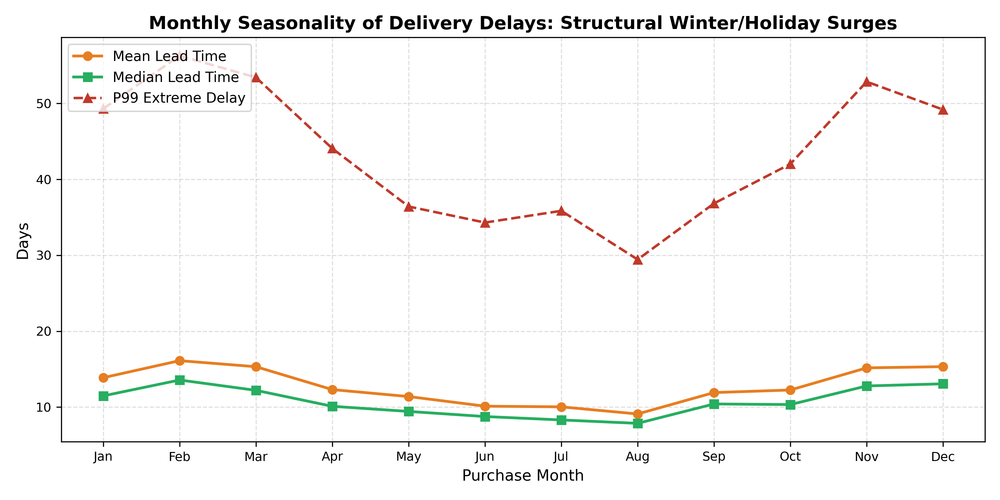 Monthly Seasonality of Delivery Delays: Structural Winter/Holiday Surges
Mean Lead Time
Median Lead Time
P99 Extreme Delay
Days
50
40
30
20
10
Jan Feb Mar Apr May Jun Jul Aug Sep Oct Nov Dec
Purchase Month